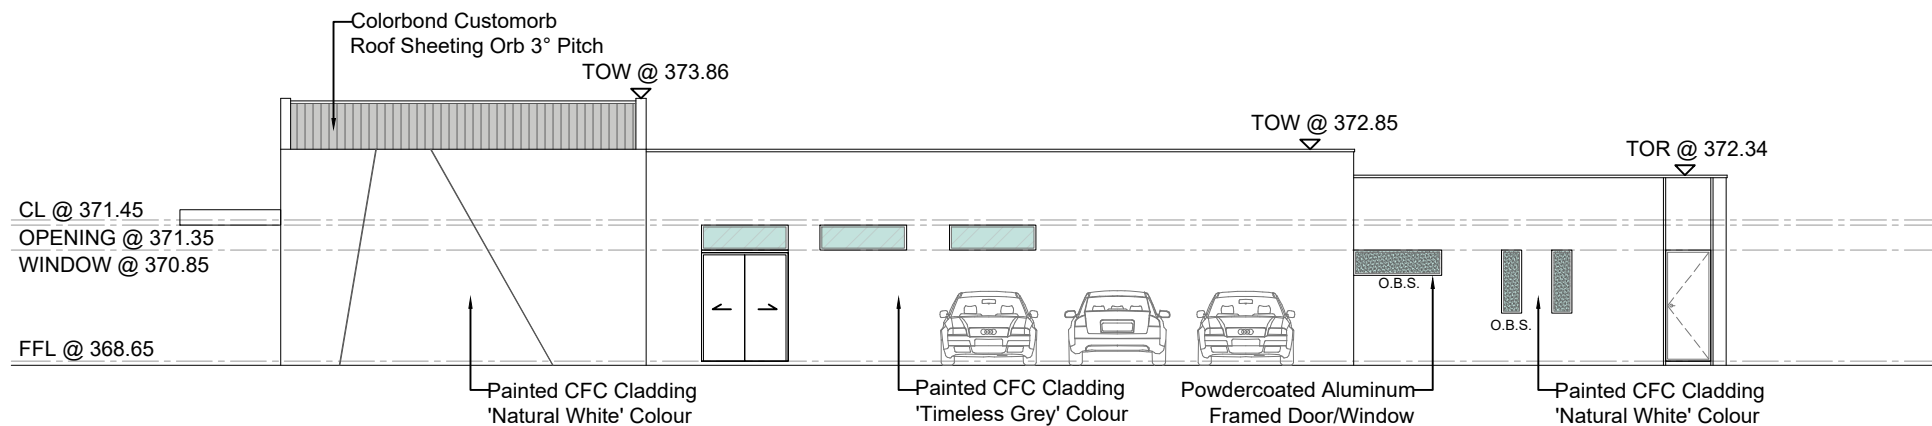 Colorbond Customorb
Roof Sheeting Orb 3° Pitch
TOW @ 373.86
TOW @ 372.85
TOR @ 372.34
CL @ 371.45
OPENING @ 371.35
WINDOW @ 370.85
O.B.S.
O.B.S.
FFL @ 368.65
Painted CFC Cladding
'Natural White' Colour
Painted CFC Cladding
'Timeless Grey' Colour
Powdercoated Aluminum
Framed Door/Window
Painted CFC Cladding
'Natural White' Colour